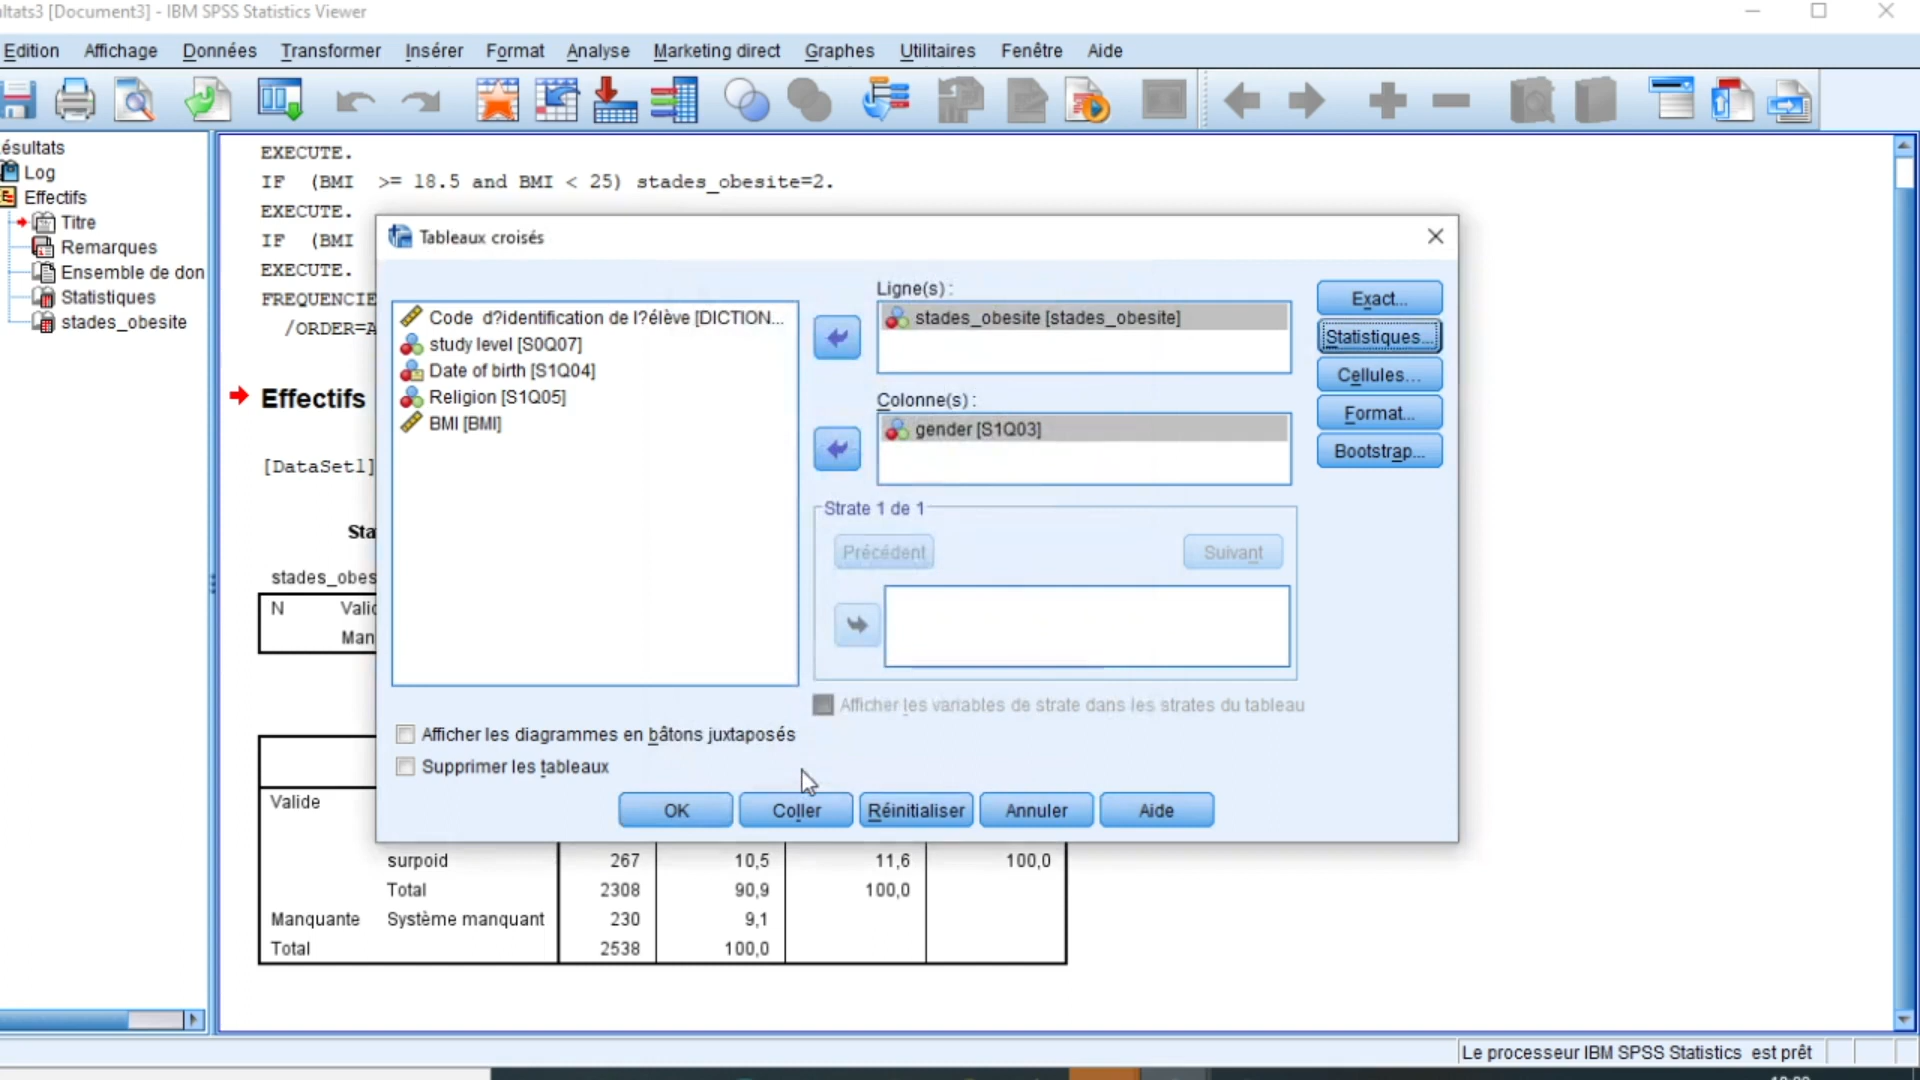 ltats3 [Document3] - IBM SPSS Statistics Viewer
Edition Affichage Données Transformer Insérer Format Analyse Marketing direct Graphes Utilitaires Fenêtre Aide
ésultats
Log
Effectifs
Titre
Remarques
Ensemble de don
Statistiques
stades_obesite
EXECUTE.
IF (BMI >= 18.5 and BMI < 25) stades_obesite=2.
EXECUTE.
IF (BMI
EXECUTE.
FREQUENCIE
/ORDER=A
Effectifs
[DataSet1]
Sta
stades_obes
N Valid
Man
Tableaux croisés
Code d?identification de l?élève [DICTION...
study level [S0Q07]
Date of birth [S1Q04]
Religion [S1Q05]
BMI [BMI]
Ligne(s) :
stades_obesite [stades_obesite]
Colonne(s) :
gender [S1Q03]
Strate 1 de 1
Précédent Suivant
Afficher les variables de strate dans les strates du tableau
Exact...
Statistiques...
Cellules...
Format...
Bootstrap...
Afficher les diagrammes en bâtons juxtaposés
Supprimer les tableaux
OK Coller Réinitialiser Annuler Aide
Valide
surpoid 267 10,5 11,6 100,0
Total 2308 90,9 100,0
Manquante Système manquant 230 9,1
Total 2538 100,0
Le processeur IBM SPSS Statistics est prêt